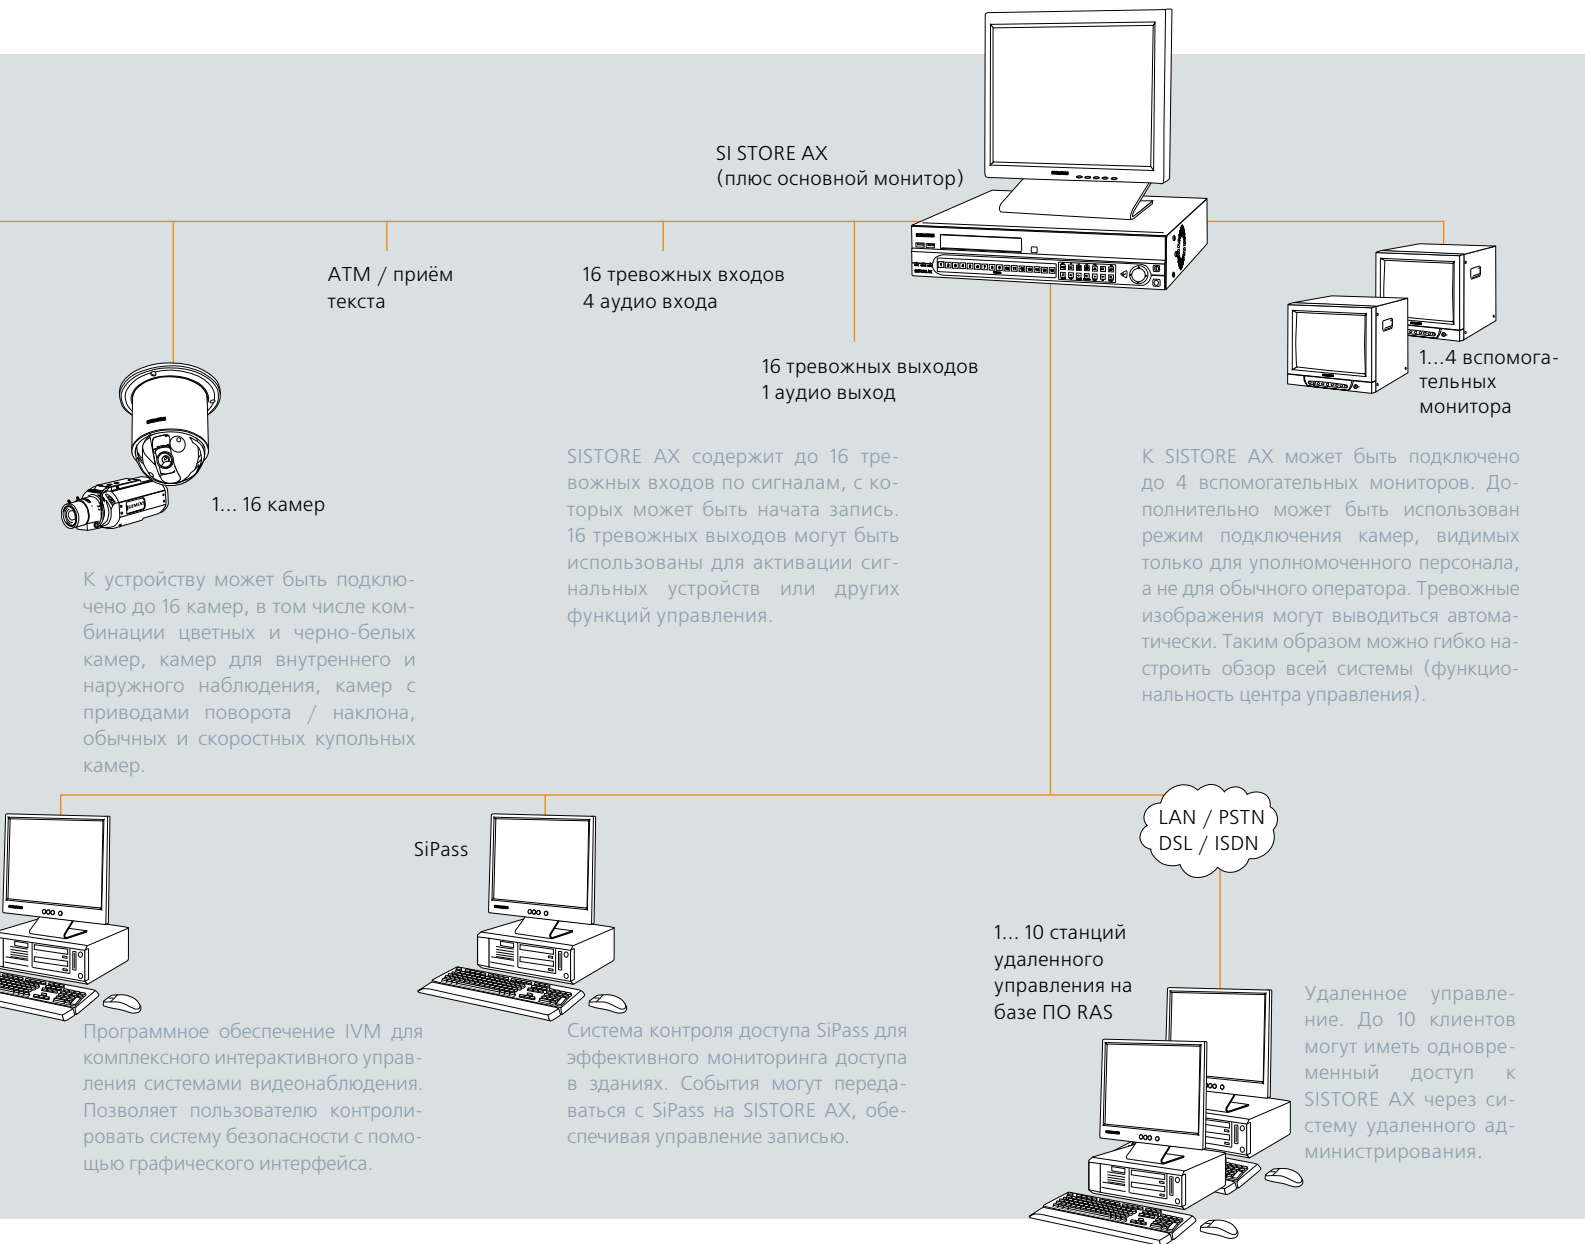 SI STORE AX
(плюс основной монитор)
ATM / приём
текста
16 тревожных входов
4 аудио входа
16 тревожных выходов
1 аудио выход
1...4 вспомога-
тельных
монитора
SIEMENS
1... 16 камер
К устройству может быть подклю-
чено до 16 камер, в том числе ком-
бинации цветных и черно-белых
камер, камер для внутреннего и
наружного наблюдения, камер с
приводами поворота / наклона,
обычных и скоростных купольных
камер.
SISTORE AX содержит до 16 тре-
вожных входов по сигналам, с ко-
торых может быть начата запись.
16 тревожных выходов могут быть
использованы для активации сиг-
нальных устройств или других
функций управления.
К SISTORE AX может быть подключено
до 4 вспомогательных мониторов. До-
полнительно может быть использован
режим подключения камер, видимых
только для уполномоченного персонала,
а не для обычного оператора. Тревожные
изображения могут выводиться автома-
тически. Таким образом можно гибко на-
строить обзор всей системы (функцио-
нальность центра управления).
SiPass
LAN / PSTN
DSL / ISDN
1... 10 станций
удаленного
управления на
базе ПО RAS
Программное обеспечение IVM для
комплексного интерактивного управ-
ления системами видеонаблюдения.
Позволяет пользователю контроли-
ровать систему безопасности с помо-
щью графического интерфейса.
Система контроля доступа SiPass для
эффективного мониторинга доступа
в зданиях. События могут переда-
ваться с SiPass на SISTORE AX, обе-
спечивая управление записью.
Удаленное управле-
ние. До 10 клиентов
могут иметь одновре-
менный доступ к
SISTORE AX через си-
стему удаленного ад-
министрирования.